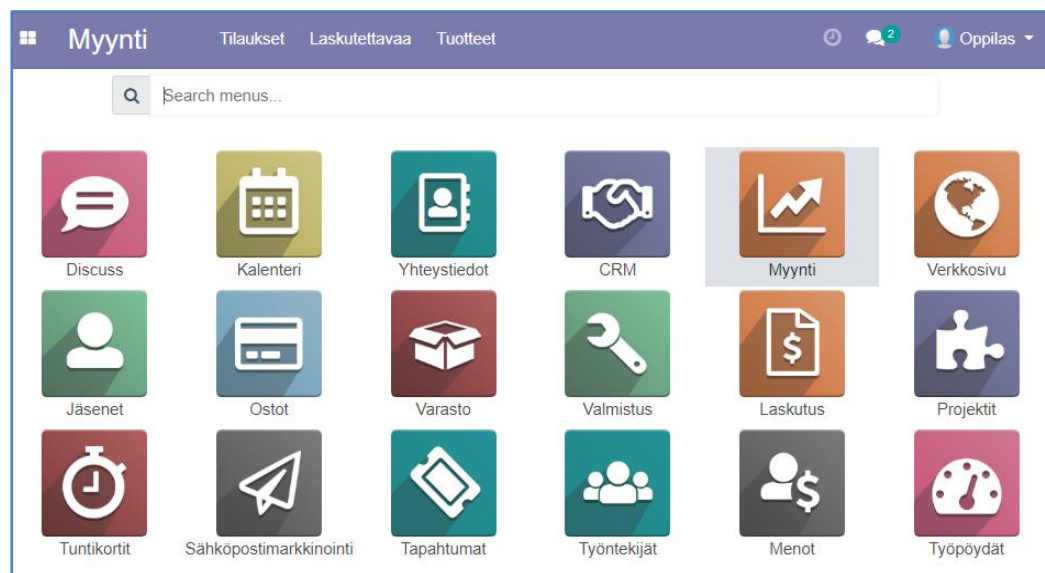 Myynti Tilaukset Laskutettavaa Tuotteet 2 Oppilas
Search menus...
Discuss Kalenteri Yhteystiedot CRM Myynti Verkkosivu
$
Jäsenet Ostot Varasto Valmistus Laskutus Projektit
$
Tuntikortit Sähköpostimarkkinointi Tapahtumat Työntekijät Menot Työpöydät